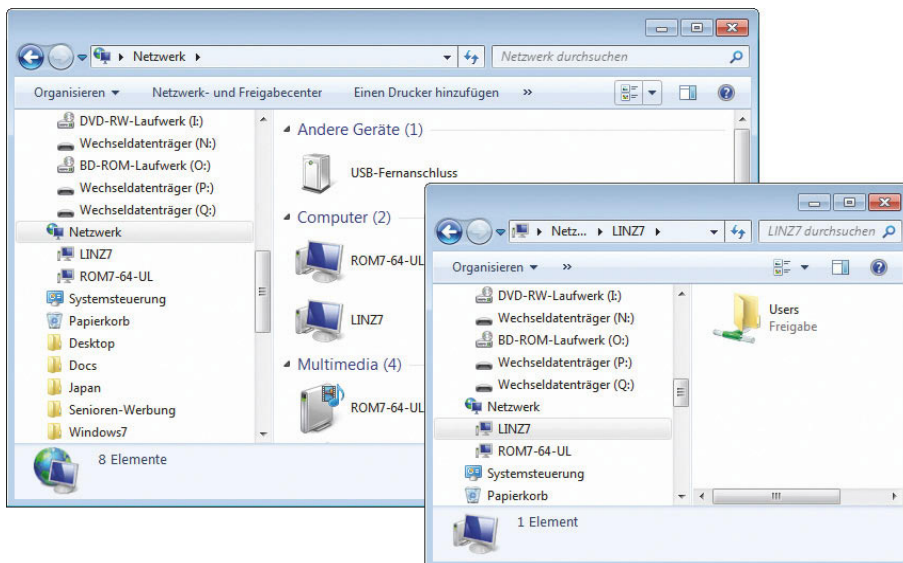 Netzwerk
Netzwerk durchsuchen
Organisieren
Netzwerk- und Freigabecenter
Einen Drucker hinzufügen
»
DVD-RW-Laufwerk (I:)
Wechseldatenträger (N:)
BD-ROM-Laufwerk (O:)
Wechseldatenträger (P:)
Wechseldatenträger (Q:)
Netzwerk
LINZ7
ROM7-64-UL
Systemsteuerung
Papierkorb
Desktop
Docs
Japan
Senioren-Werbung
Windows7
Andere Geräte (1)
USB-Fernanschluss
Computer (2)
ROM7-64-UL
LINZ7
Multimedia (4)
ROM7-64-UL
8 Elemente
Netz... LINZ7
LINZ7 durchsuchen
Organisieren »
DVD-RW-Laufwerk (I:)
Wechseldatenträger (N:)
BD-ROM-Laufwerk (O:)
Wechseldatenträger (P:)
Wechseldatenträger (Q:)
Netzwerk
LINZ7
ROM7-64-UL
Systemsteuerung
Papierkorb
Users
Freigabe
1 Element